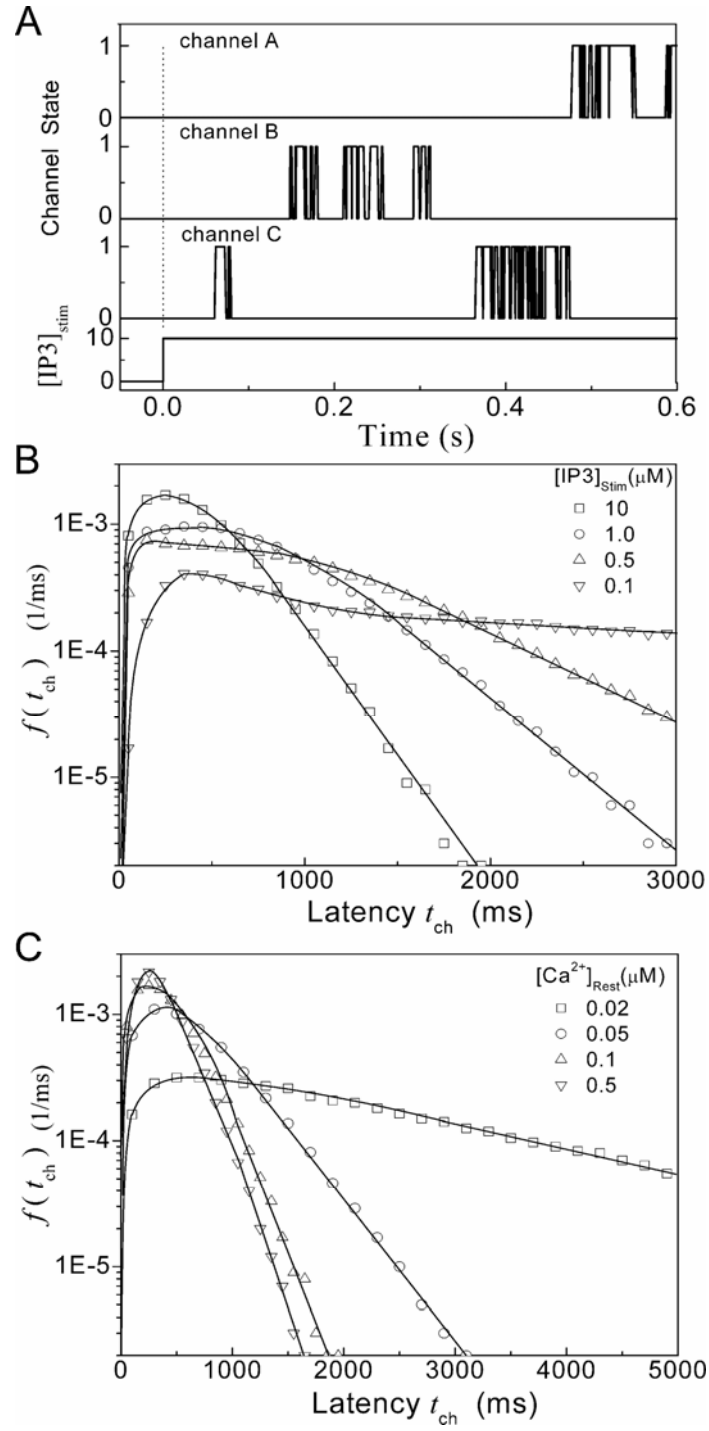 A
channel A
1
0
channel B
1
0
channel C
1
0
Channel State
[IP3]stim
10
0
0.0 0.2 0.4 0.6
Time (s)
B
[IP3]Stim(μM)
10
1.0
0.5
0.1
1E-3
1E-4
1E-5
f(tch) (1/ms)
0 1000 2000 3000
Latency tch (ms)
C
[Ca2+]Rest(μM)
0.02
0.05
0.1
0.5
1E-3
1E-4
1E-5
f(tch) (1/ms)
0 1000 2000 3000 4000 5000
Latency tch (ms)